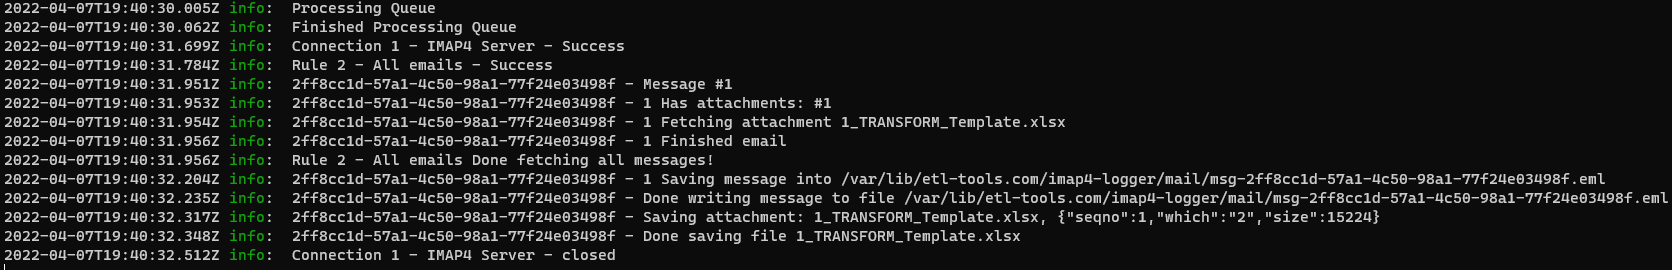 2022-04-07T19:40:30.005Z info:  Processing Queue
2022-04-07T19:40:30.062Z info:  Finished Processing Queue
2022-04-07T19:40:31.699Z info:  Connection 1 - IMAP4 Server - Success
2022-04-07T19:40:31.784Z info:  Rule 2 - All emails - Success
2022-04-07T19:40:31.951Z info:  2ff8cc1d-57a1-4c50-98a1-77f24e03498f - Message #1
2022-04-07T19:40:31.953Z info:  2ff8cc1d-57a1-4c50-98a1-77f24e03498f - 1 Has attachments: #1
2022-04-07T19:40:31.954Z info:  2ff8cc1d-57a1-4c50-98a1-77f24e03498f - 1 Fetching attachment 1_TRANSFORM_Template.xlsx
2022-04-07T19:40:31.956Z info:  2ff8cc1d-57a1-4c50-98a1-77f24e03498f - 1 Finished email
2022-04-07T19:40:31.956Z info:  Rule 2 - All emails Done fetching all messages!
2022-04-07T19:40:32.204Z info:  2ff8cc1d-57a1-4c50-98a1-77f24e03498f - 1 Saving message into /var/lib/etl-tools.com/imap4-logger/mail/msg-2ff8cc1d-57a1-4c50-98a1-77f24e03498f.eml
2022-04-07T19:40:32.235Z info:  2ff8cc1d-57a1-4c50-98a1-77f24e03498f - Done writing message to file /var/lib/etl-tools.com/imap4-logger/mail/msg-2ff8cc1d-57a1-4c50-98a1-77f24e03498f.eml
2022-04-07T19:40:32.317Z info:  2ff8cc1d-57a1-4c50-98a1-77f24e03498f - Saving attachment: 1_TRANSFORM_Template.xlsx, {"seqno":1,"which":"2","size":15224}
2022-04-07T19:40:32.348Z info:  2ff8cc1d-57a1-4c50-98a1-77f24e03498f - Done saving file 1_TRANSFORM_Template.xlsx
2022-04-07T19:40:32.512Z info:  Connection 1 - IMAP4 Server - closed